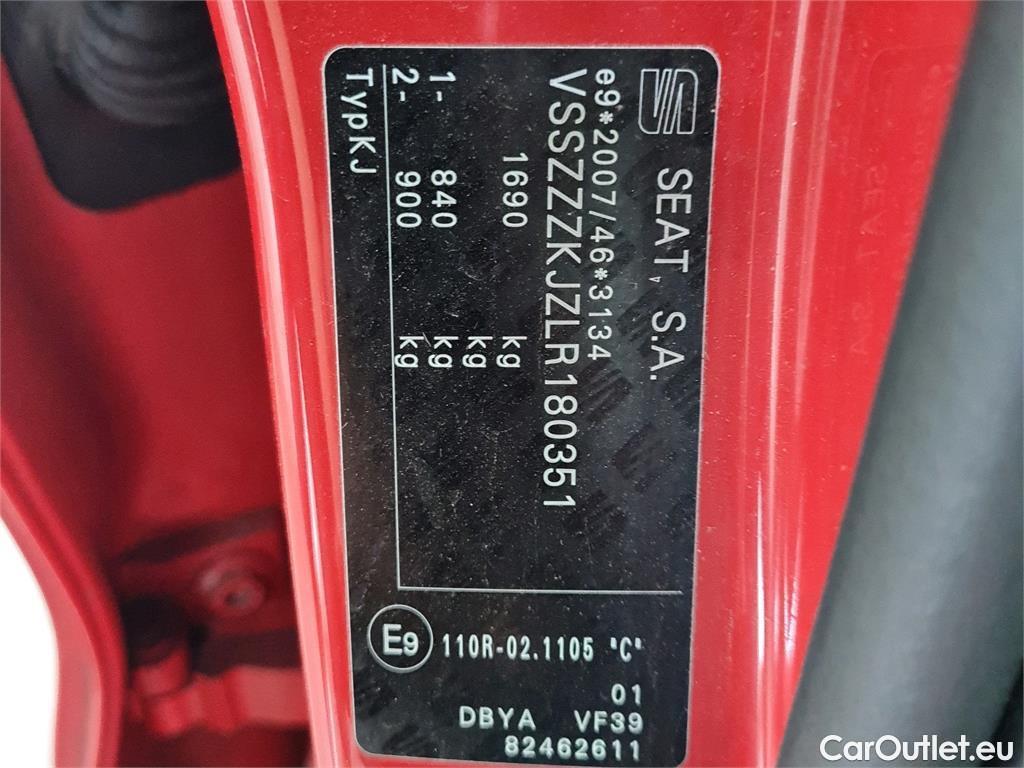 SEAT, S.A.
e9*2007/46*3134
VSSZZZKJZLR180351
1690 kg
kg
1- 840 kg
2- 900 kg
TypKJ
E9 110R-02.1105 "C"
01
DBYA VF39
82462611
CarOutlet.eu